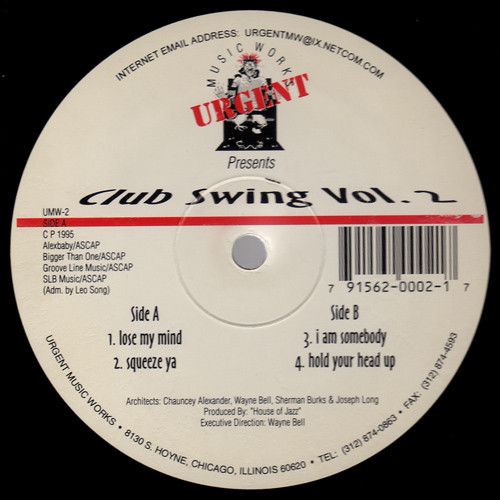 INTERNET EMAIL ADDRESS: URGENTMW@IX.NETCOM.COM
MUSIC WORKS
URGENT
Presents
Club Swing Vol. 2
UMW-2
SIDE A
C P 1995
Alexbaby/ASCAP
Bigger Than One/ASCAP
Groove Line Music/ASCAP
SLB Music/ASCAP
(Adm. by Leo Song)
7 91562-0002-1 7
Side A
1. lose my mind
2. squeeze ya
Side B
3. i am somebody
4. hold your head up
Architects: Chauncey Alexander, Wayne Bell, Sherman Burks & Joseph Long
Produced By: "House of Jazz"
Executive Direction: Wayne Bell
URGENT MUSIC WORKS • 8130 S. HOYNE, CHICAGO, ILLINOIS 60620 • TEL: (312) 874-0863 • FAX: (312) 874-4593